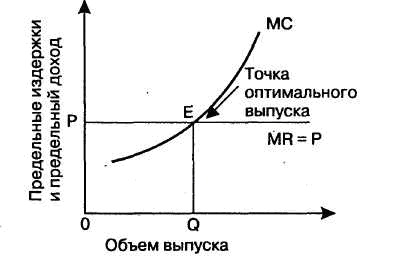 Предельные издержки
и предельный доход
MC
Точка
оптимального
выпуска
E
P
MR = P
0
Q
Объем выпуска